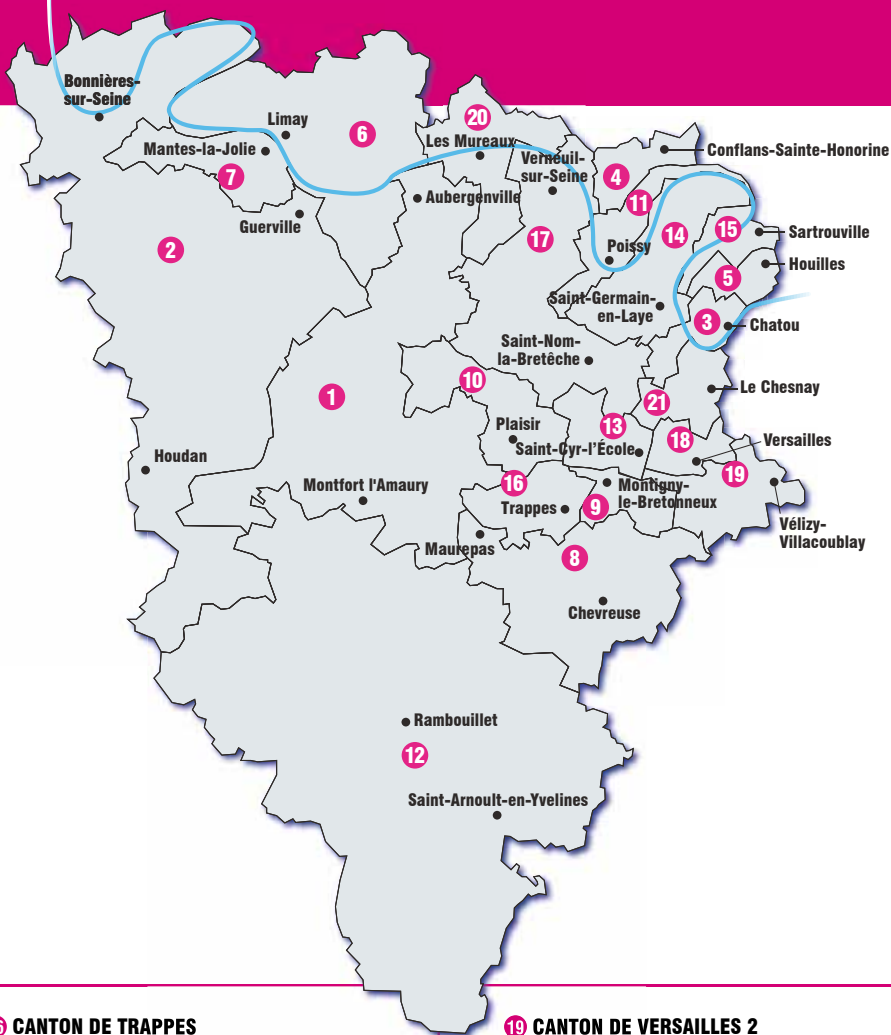 Bonnières-
sur-Seine
Limay
6
20
Les Mureaux
Mantes-la-Jolie
7
Verneuil-
sur-Seine
4
Conflans-Sainte-Honorine
Aubergenville
11
Guerville
2
17
14
15
Sartrouville
Poissy
Houilles
5
Saint-Germain-
en-Laye
3
Chatou
Saint-Nom-
la-Bretêche
10
Le Chesnay
1
21
Plaisir
13
18
Versailles
Saint-Cyr-l'École
Houdan
19
16
Montfort l'Amaury
Montigny-
le-Bretonneux
Trappes
9
Vélizy-
Villacoublay
Maurepas
8
Chevreuse
Rambouillet
12
Saint-Arnoult-en-Yvelines
6 CANTON DE TRAPPES
19 CANTON DE VERSAILLES 2